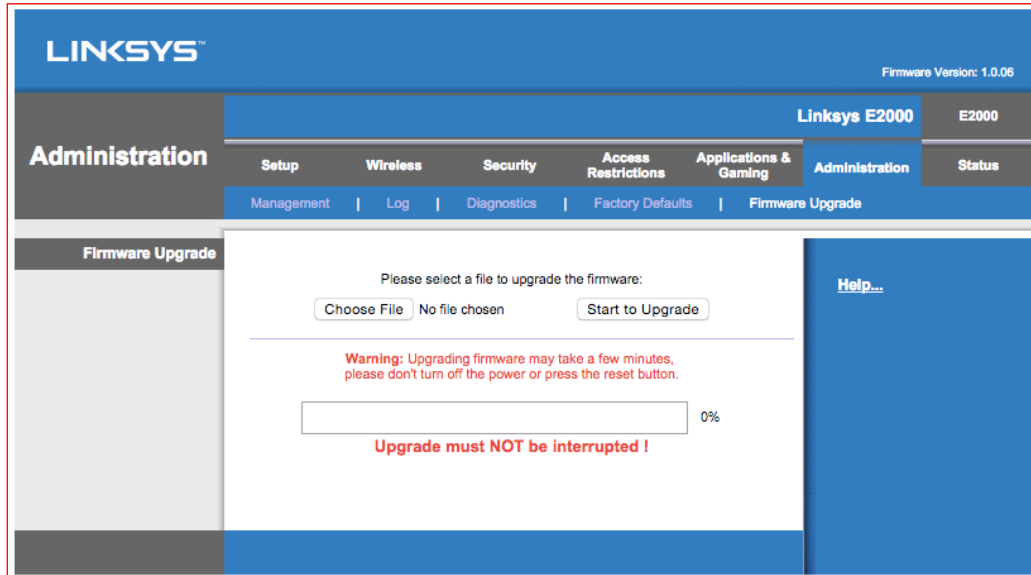 LINKSYS™
Firmware Version: 1.0.06
Linksys E2000
E2000
Administration
Setup
Wireless
Security
Access
Restrictions
Applications &
Gaming
Administration
Status
Management | Log | Diagnostics | Factory Defaults | Firmware Upgrade
Firmware Upgrade
Please select a file to upgrade the firmware:
Choose File No file chosen
Start to Upgrade
Warning: Upgrading firmware may take a few minutes,
please don't turn off the power or press the reset button.
0%
Upgrade must NOT be interrupted !
Help...